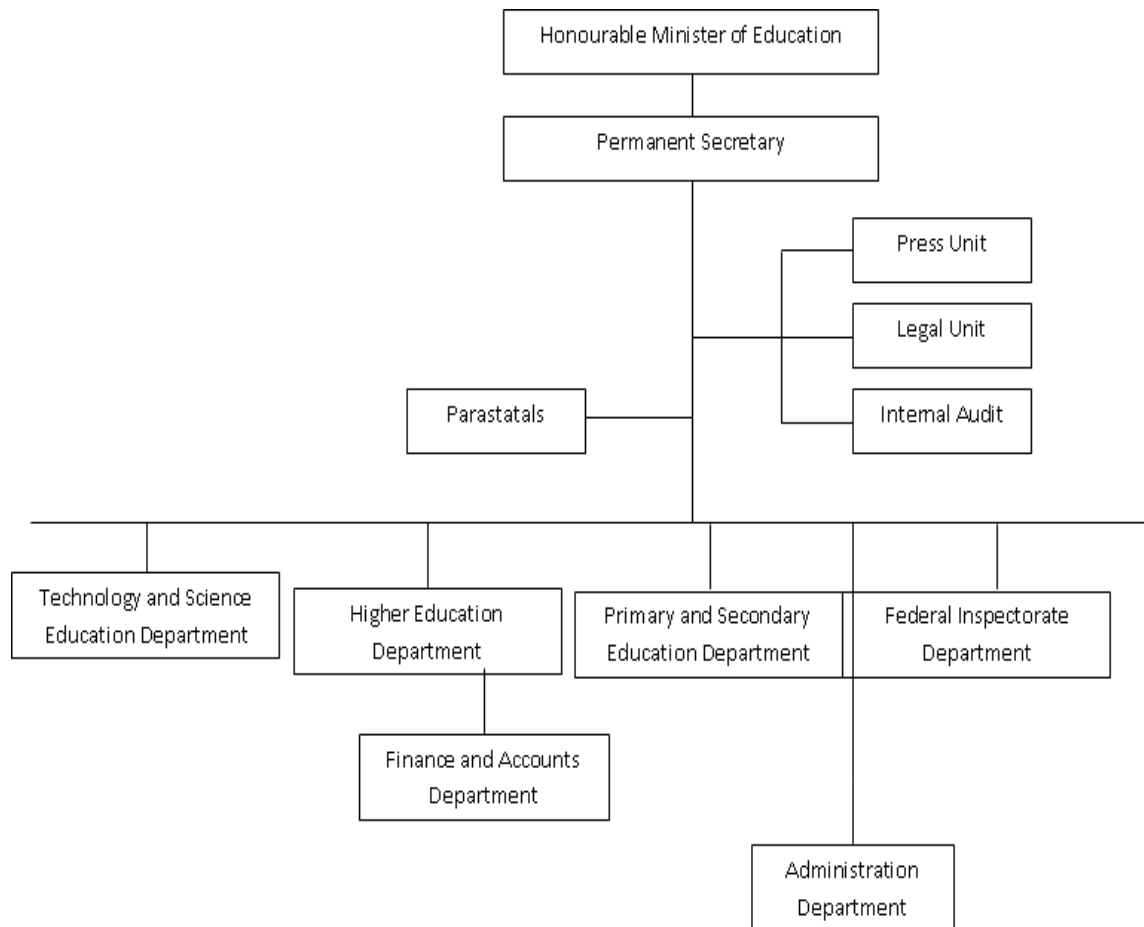 Honourable Minister of Education
Permanent Secretary
Press Unit
Legal Unit
Parastatals
Internal Audit
Technology and Science
Education Department
Higher Education
Department
Primary and Secondary
Education Department
Federal Inspectorate
Department
Finance and Accounts
Department
Administration
Department